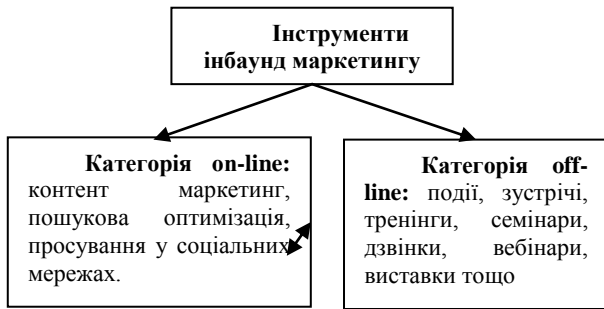 Інструменти
інбаунд маркетингу
Категорія on-line:
контент маркетинг,
пошукова оптимізація,
просування у соціальних
мережах.
Категорія off-
line: події, зустрічі,
тренінги, семінари,
дзвінки, вебінари,
виставки тощо